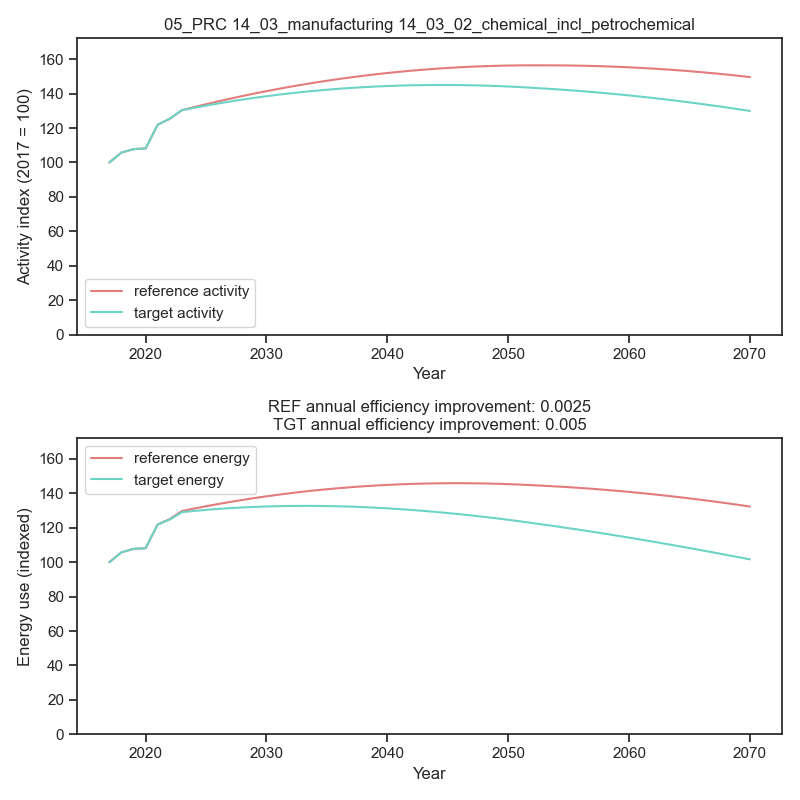 05_PRC 14_03_manufacturing 14_03_02_chemical_incl_petrochemical
Activity index (2017 = 100)
160
140
120
100
80
60
40
20
0
reference activity
target activity
2020 2030 2040 2050 2060 2070
Year
REF annual efficiency improvement: 0.0025
TGT annual efficiency improvement: 0.005
Energy use (indexed)
160
140
120
100
80
60
40
20
0
reference energy
target energy
2020 2030 2040 2050 2060 2070
Year